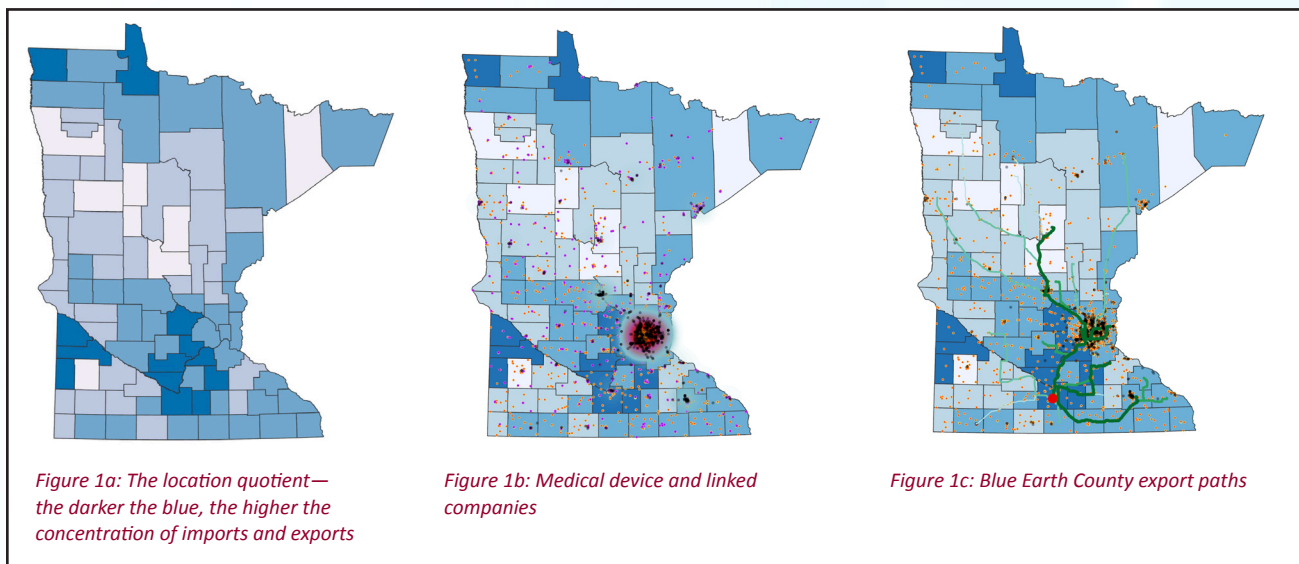 Figure 1a: The location quotient—
the darker the blue, the higher the
concentration of imports and exports
Figure 1b: Medical device and linked
companies
Figure 1c: Blue Earth County export paths